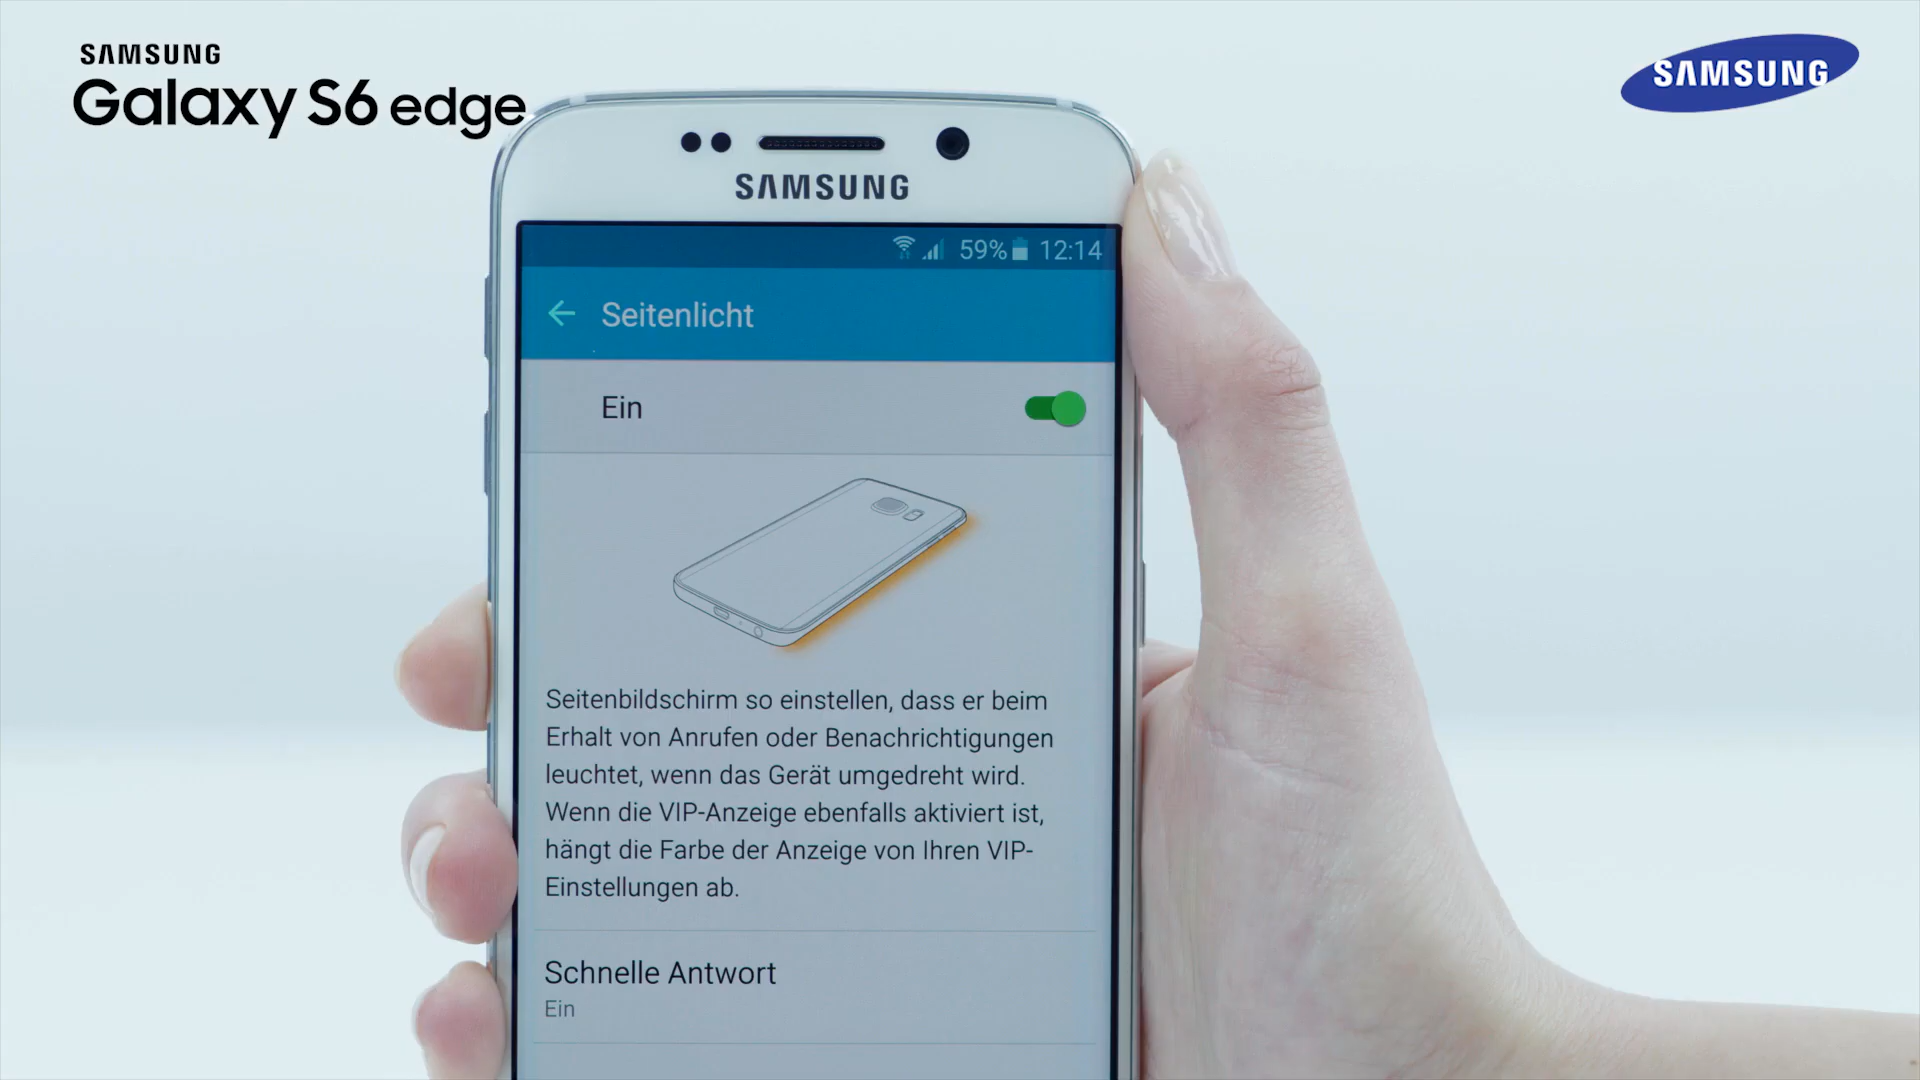 SAMSUNG
Galaxy S6 edge
SAMSUNG
SAMSUNG
59% 12:14
Seitenlicht
Ein
Seitenbildschirm so einstellen, dass er beim
Erhalt von Anrufen oder Benachrichtigungen
leuchtet, wenn das Gerät umgedreht wird.
Wenn die VIP-Anzeige ebenfalls aktiviert ist,
hängt die Farbe der Anzeige von Ihren VIP-
Einstellungen ab.
Schnelle Antwort
Ein